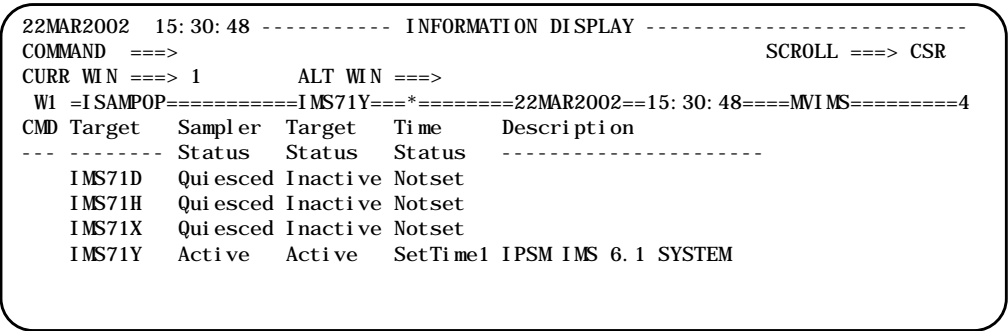 22MAR2002  15:30:48 ----------- INFORMATION DISPLAY -----------------------------
COMMAND  ===>                                                      SCROLL ===> CSR
CURR WIN ===> 1         ALT WIN ===>
 W1 =ISAMPOP===========IMS71Y===*========22MAR2002==15:30:48====MVIMS=========4
CMD Target   Sampler  Target   Time     Description
--- -------- Status   Status   Status   ----------------------
    IMS71D   Quiesced Inactive Notset
    IMS71H   Quiesced Inactive Notset
    IMS71X   Quiesced Inactive Notset
    IMS71Y   Active   Active   SetTime1 IPSM IMS 6.1 SYSTEM